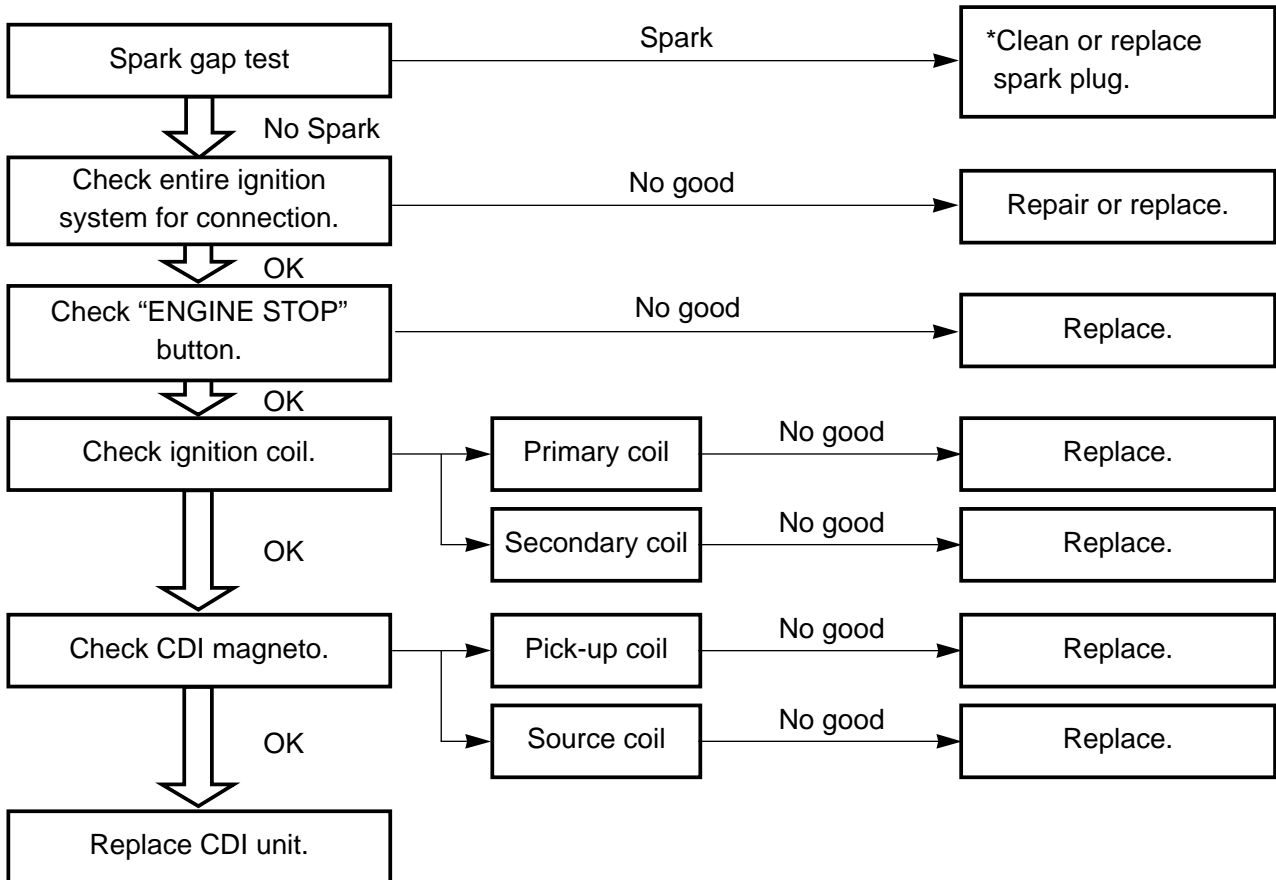 Spark gap test
Spark
*Clean or replace
spark plug.
No Spark
Check entire ignition
system for connection.
No good
Repair or replace.
OK
Check “ENGINE STOP”
button.
No good
Replace.
OK
Check ignition coil.
Primary coil
No good
Replace.
Secondary coil
No good
Replace.
OK
Check CDI magneto.
Pick-up coil
No good
Replace.
Source coil
No good
Replace.
OK
Replace CDI unit.